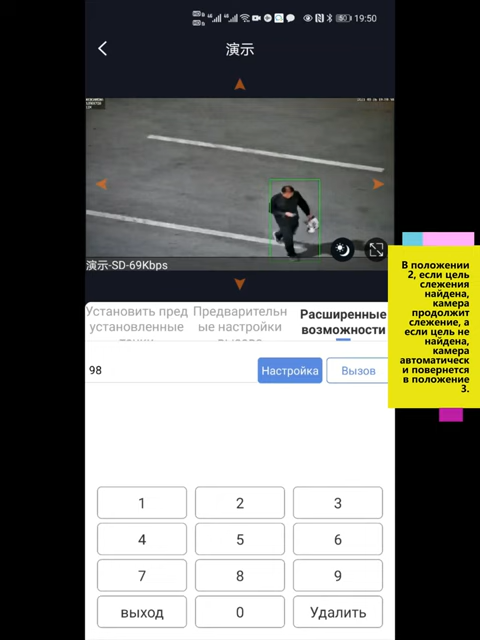 19:50
演示
演示-SD-69Kbps
Установить пред
установленные
Предварительн
ые настройки
Расширенные
возможности
98
Настройка
Вызов
1
2
3
4
5
6
7
8
9
выход
0
Удалить
В положении
2, если цель
слежения
найдена,
камера
продолжит
слежение, а
если цель не
найдена,
камера
автоматическ
и повернется
в положение
3.